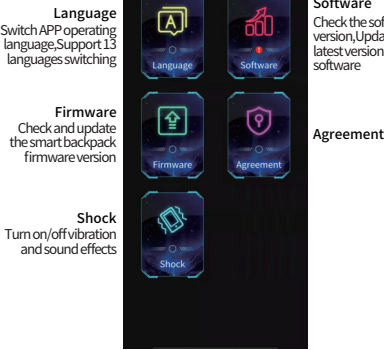 Language
Switch APP operating
language,Support 13
languages switching
A
Language
Software
Software
Check the
version,
latest version
software
Firmware
Check and update
the smart backpack
firmware version
Firmware
Agreement
Agreement
Shock
Turn on/off vibration
and sound effects
Shock